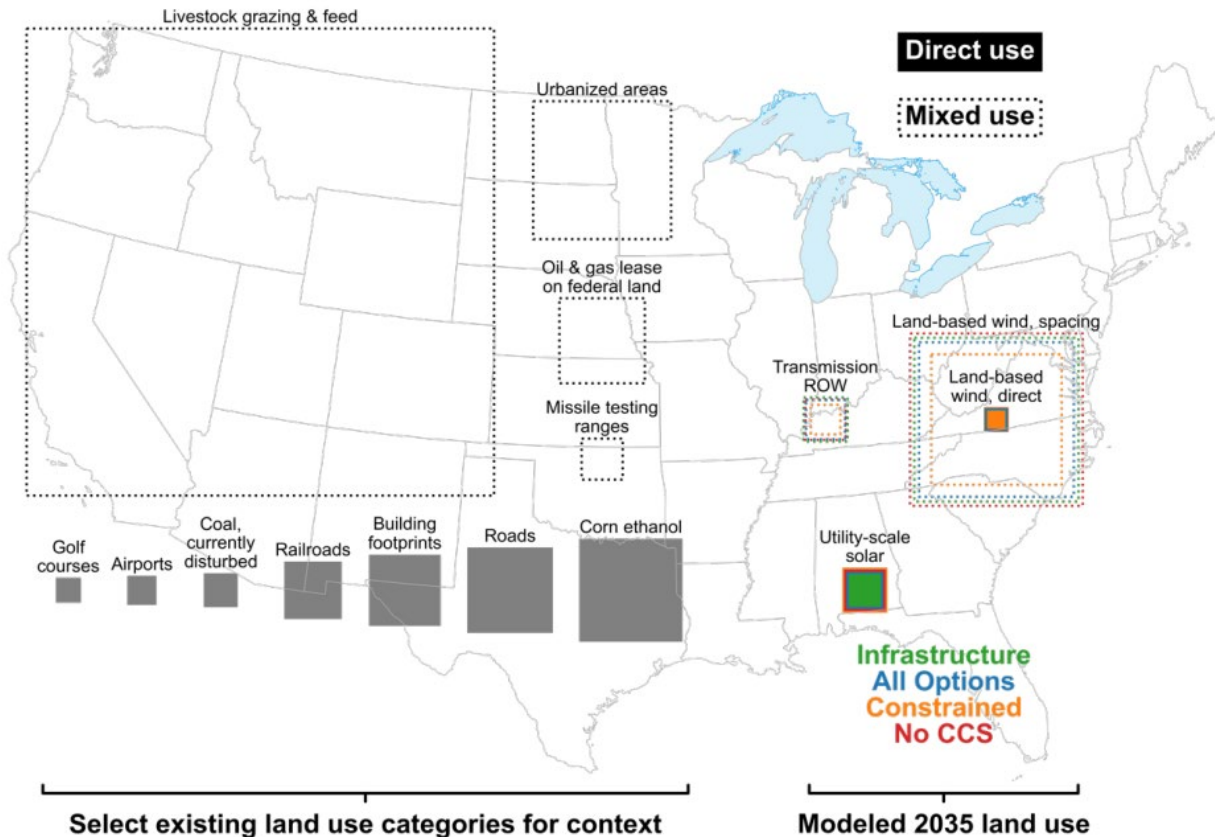 Livestock grazing & feed
Direct use
Urbanized areas
Mixed use
Oil & gas lease
on federal land
Land-based wind, spacing
Transmission
ROW
Land-based
wind, direct
Missile testing
ranges
Golf
courses
Airports
Coal,
currently
disturbed
Railroads
Building
footprints
Roads
Corn ethanol
Utility-scale
solar
Infrastructure
All Options
Constrained
No CCS
Select existing land use categories for context
Modeled 2035 land use